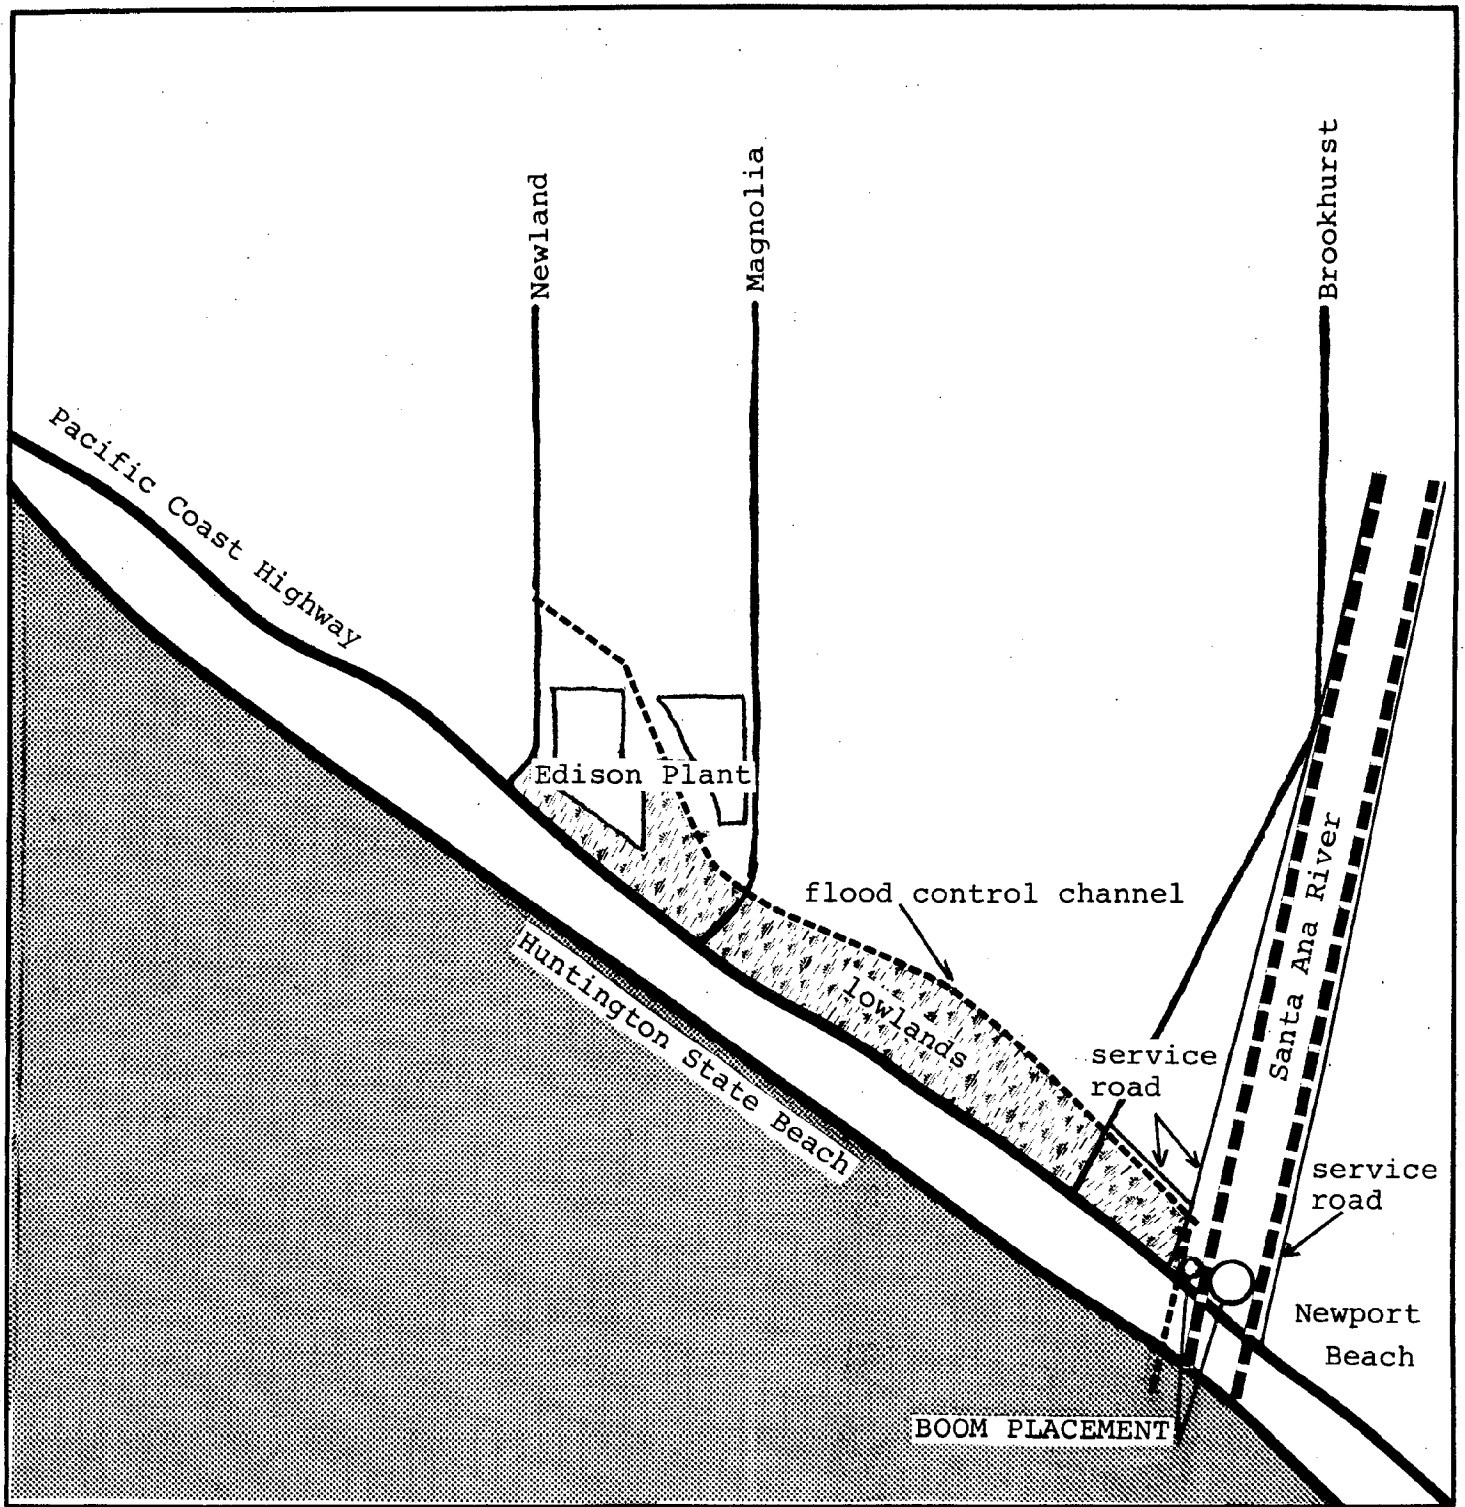 Newland
Magnolia
Brookhurst
Pacific Coast Highway
Edison Plant
flood control channel
lowlands
Huntington State Beach
service
road
Santa Ana River
service
road
Newport
Beach
BOOM PLACEMENT